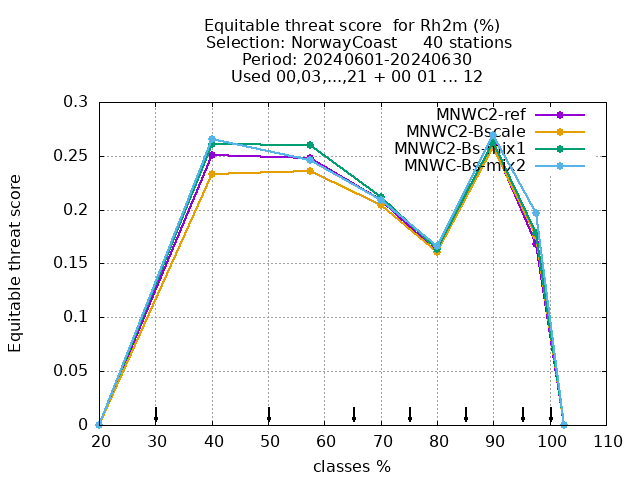 Equitable threat score  for Rh2m (%)
Selection: NorwayCoast     40 stations
Period: 20240601-20240630
Used 00,03,...,21 + 00 01 ... 12
MNWC2-ref
MNWC2-Bscale
MNWC2-Bs-mix1
MNWC-Bs-mix2
0.3
0.25
0.2
0.15
0.1
0.05
0
Equitable threat score
20 30 40 50 60 70 80 90 100 110
classes %